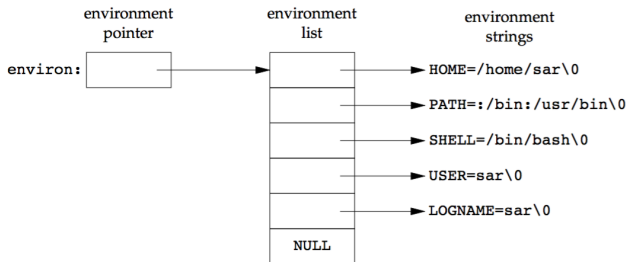 environment
pointer
environment
list
environment
strings
environ:
HOME=/home/sar\0
PATH=:/bin:/usr/bin\0
SHELL=/bin/bash\0
USER=sar\0
LOGNAME=sar\0
NULL